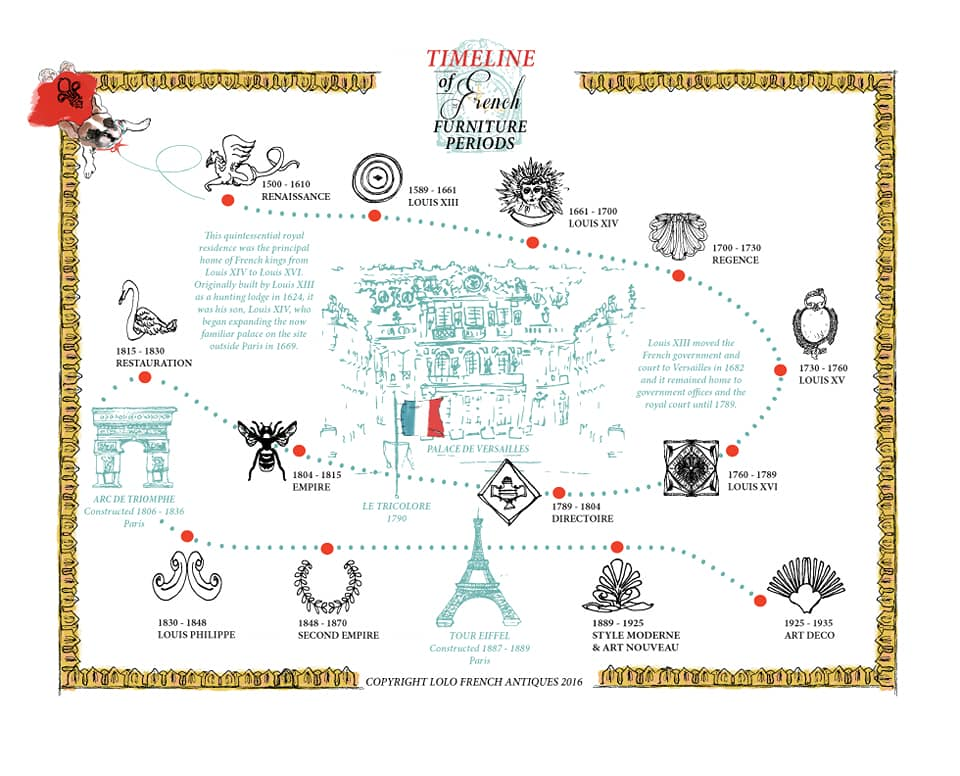 TIMELINE
of French
FURNITURE
PERIODS
1500 - 1610
RENAISSANCE
1589 - 1661
LOUIS XIII
1661 - 1700
LOUIS XIV
1700 - 1730
REGENCE
This quintessential royal
residence was the principal
home of French kings from
Louis XIV to Louis XVI.
Originally built by Louis XIII
as a hunting lodge in 1624, it
was his son, Louis XIV, who
began expanding the now
familiar palace on the site
outside Paris in 1669.
Louis XIII moved the
French government and
court to Versailles in 1682
and it remained home to
government offices and the
royal court until 1789.
1730 - 1760
LOUIS XV
1760 - 1789
LOUIS XVI
PALACE DE VERSAILLES
1789 - 1804
DIRECTOIRE
LE TRICOLORE
1790
1804 - 1815
EMPIRE
1815 - 1830
RESTAURATION
ARC DE TRIOMPHE
Constructed 1806 - 1836
Paris
1830 - 1848
LOUIS PHILIPPE
1848 - 1870
SECOND EMPIRE
TOUR EIFFEL
Constructed 1887 - 1889
Paris
1889 - 1925
STYLE MODERNE
& ART NOUVEAU
1925 - 1935
ART DECO
COPYRIGHT LOLO FRENCH ANTIQUES 2016